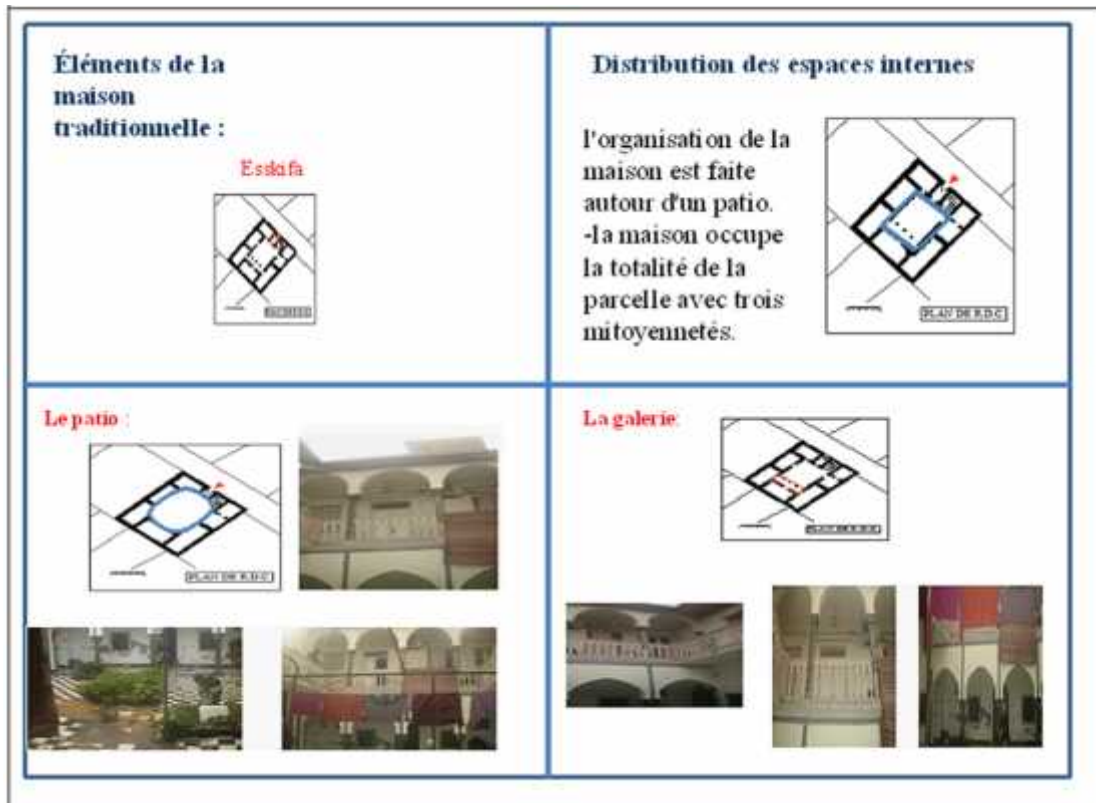 Éléments de la
maison
traditionnelle :
Esskifa
Distribution des espaces internes
l'organisation de la
maison est faite
autour d'un patio.
-la maison occupe
la totalité de la
parcelle avec trois
mitoyennetés.
PLAN DE R.D.C
Le patio :
PLAN DE R.D.C
La galerie:
PLAN DE R.D.C